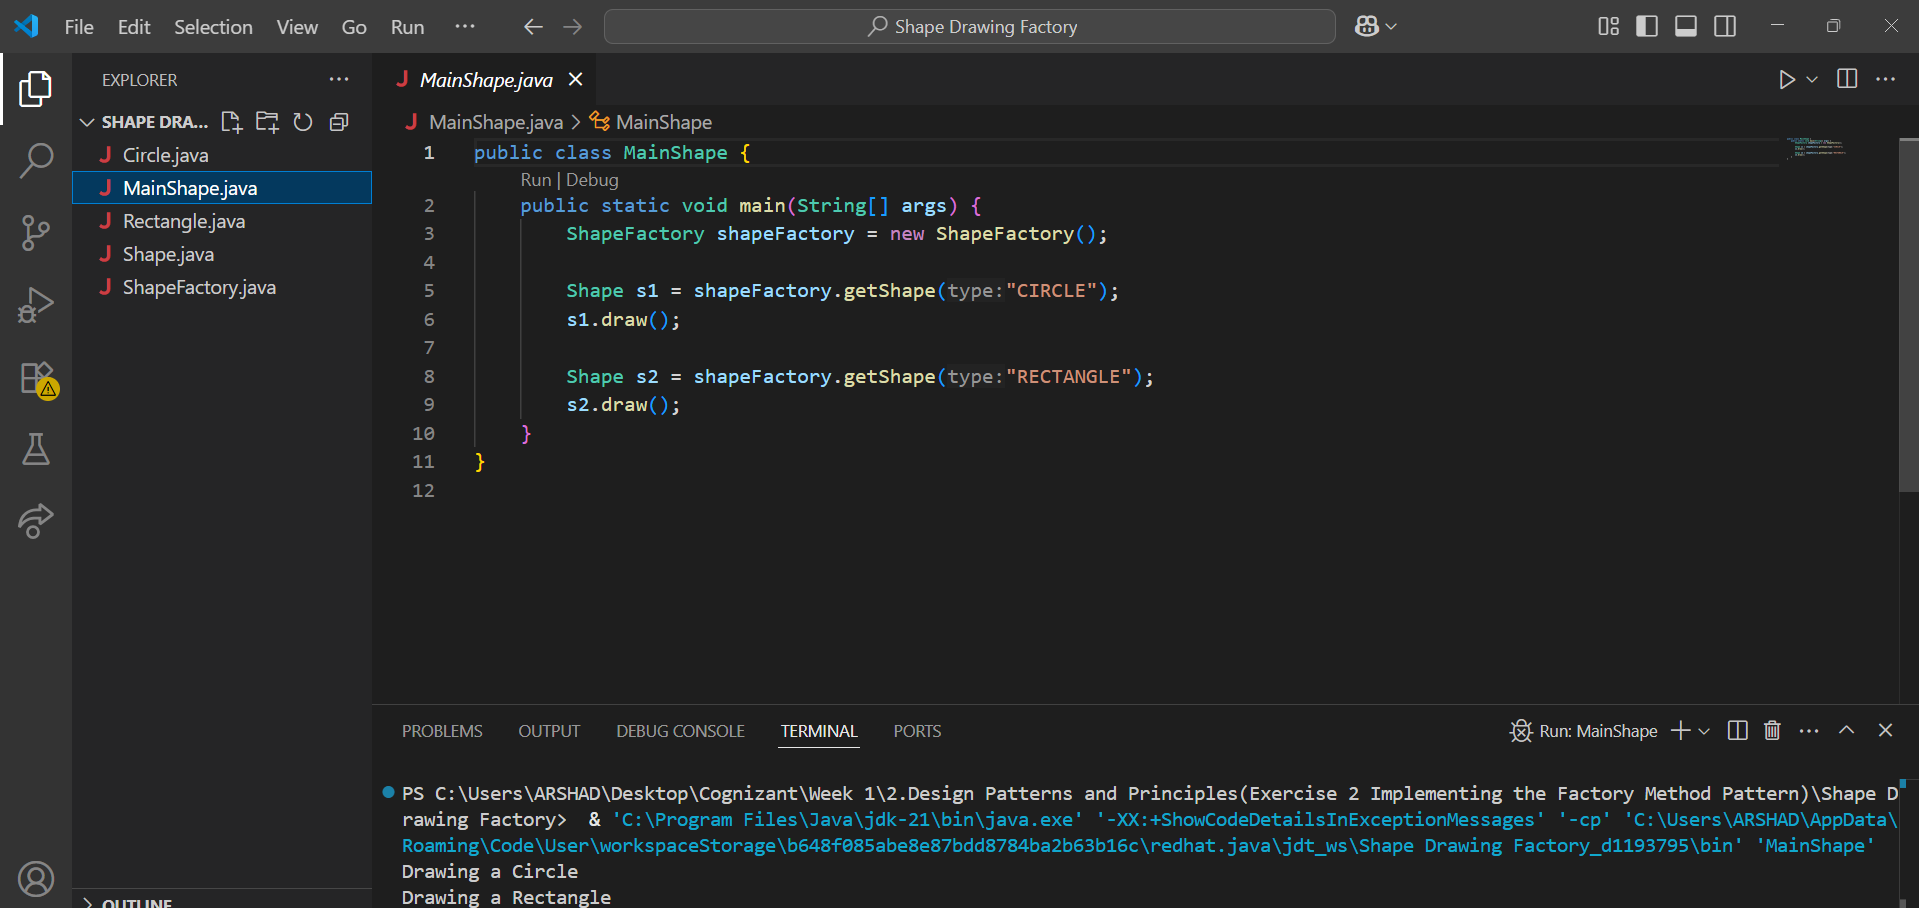 File Edit Selection View Go Run ··· Shape Drawing Factory
EXPLORER ···
SHAPE DRA...
Circle.java
MainShape.java
Rectangle.java
Shape.java
ShapeFactory.java
OUTLINE
MainShape.java
MainShape.java > MainShape
1 public class MainShape {
Run | Debug
2 public static void main(String[] args) {
3 ShapeFactory shapeFactory = new ShapeFactory();
4
5 Shape s1 = shapeFactory.getShape(type:"CIRCLE");
6 s1.draw();
7
8 Shape s2 = shapeFactory.getShape(type:"RECTANGLE");
9 s2.draw();
10 }
11 }
12
PROBLEMS OUTPUT DEBUG CONSOLE TERMINAL PORTS Run: MainShape
PS C:\Users\ARSHAD\Desktop\Cognizant\Week 1\2.Design Patterns and Principles(Exercise 2 Implementing the Factory Method Pattern)\Shape D
rawing Factory> & 'C:\Program Files\Java\jdk-21\bin\java.exe' '-XX:+ShowCodeDetailsInExceptionMessages' '-cp' 'C:\Users\ARSHAD\AppData\
Roaming\Code\User\workspaceStorage\b648f085abe8e87bdd8784ba2b63b16c\redhat.java\jdt_ws\Shape Drawing Factory_d1193795\bin' 'MainShape'
Drawing a Circle
Drawing a Rectangle